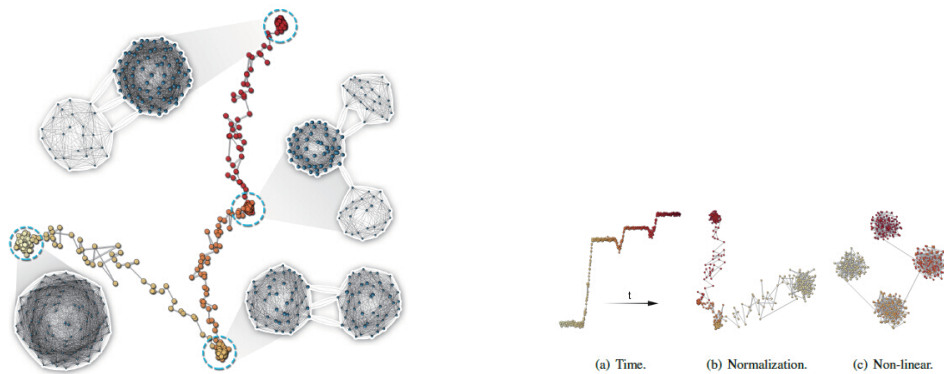 t
(a) Time.
(b) Normalization.
(c) Non-linear.